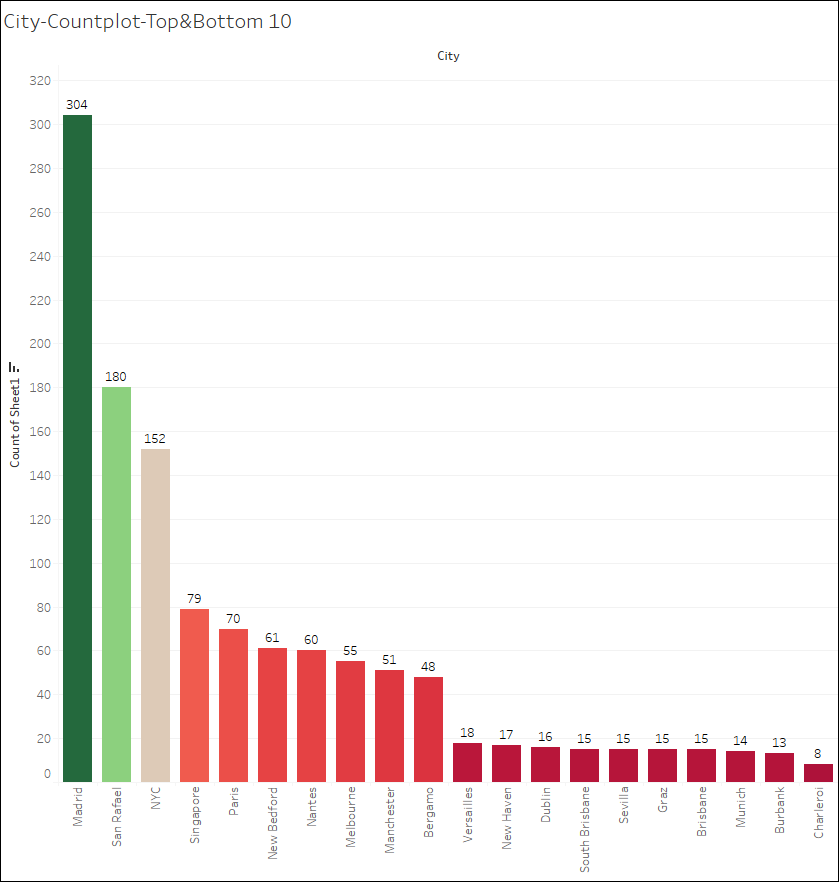 City-Countplot-Top&Bottom 10
City
Count of Sheet1
320
300
280
260
240
220
200
180
160
140
120
100
80
60
40
20
0
304
180
152
79
70
61
60
55
51
48
18
17
16
15
15
15
15
14
13
8
Madrid
San Rafael
NYC
Singapore
Paris
New Bedford
Nantes
Melbourne
Manchester
Bergamo
Versailles
New Haven
Dublin
South Brisbane
Sevilla
Graz
Brisbane
Munich
Burbank
Charleroi